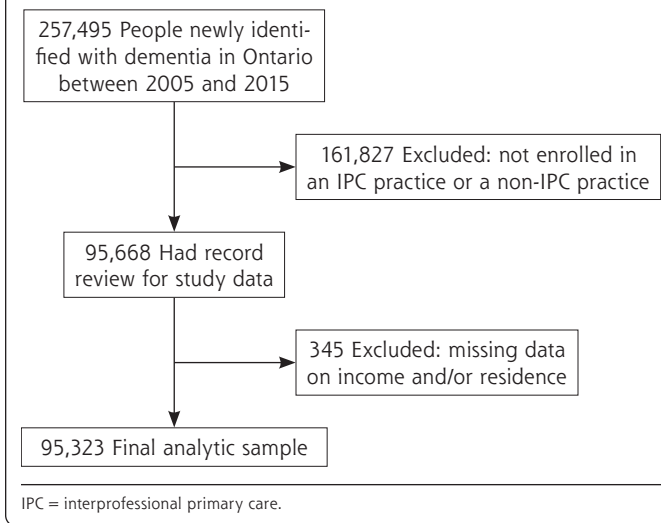 257,495 People newly identi-
fied with dementia in Ontario
between 2005 and 2015
161,827 Excluded: not enrolled in
an IPC practice or a non-IPC practice
95,668 Had record
review for study data
345 Excluded: missing data
on income and/or residence
95,323 Final analytic sample
IPC = interprofessional primary care.